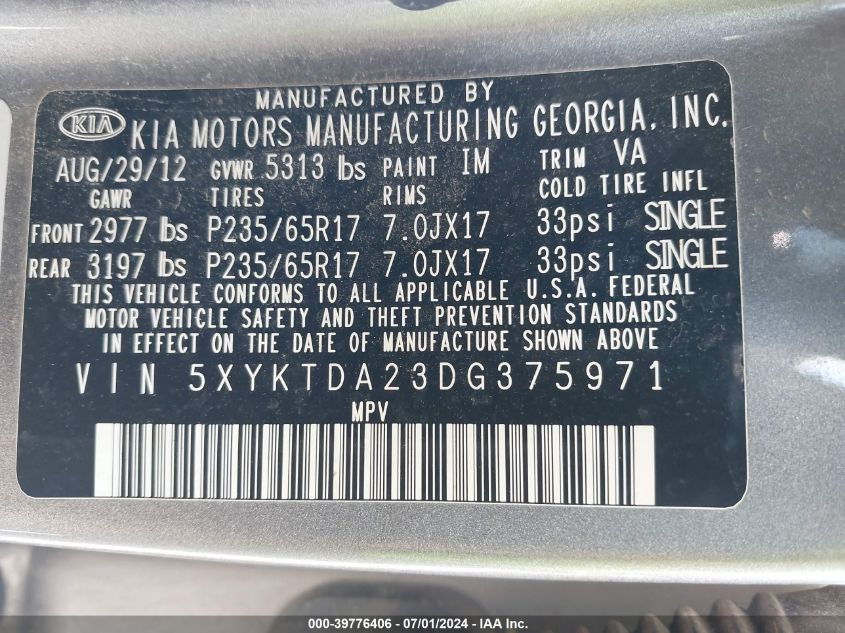 MANUFACTURED BY
KIA KIA MOTORS MANUFACTURING GEORGIA, INC.
AUG/29/12 GVWR 5313 lbs PAINT IM TRIM VA
GAWR TIRES RIMS COLD TIRE INFL
FRONT 2977 lbs P235/65R17 7.0JX17 33psi SINGLE
REAR 3197 lbs P235/65R17 7.0JX17 33psi SINGLE
THIS VEHICLE CONFORMS TO ALL APPLICABLE U.S.A. FEDERAL
MOTOR VEHICLE SAFETY AND THEFT PREVENTION STANDARDS
IN EFFECT ON THE DATE OF MANUFACTURE SHOWN ABOVE
VIN 5XYKTDA23DG375971
MPV
000-39776406 - 07/01/2024 - IAA Inc.